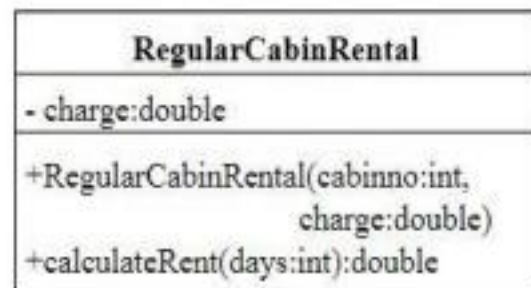 RegularCabinRental
- charge:double
+RegularCabinRental(cabinno:int,
charge:double)
+calculateRent(days:int):double